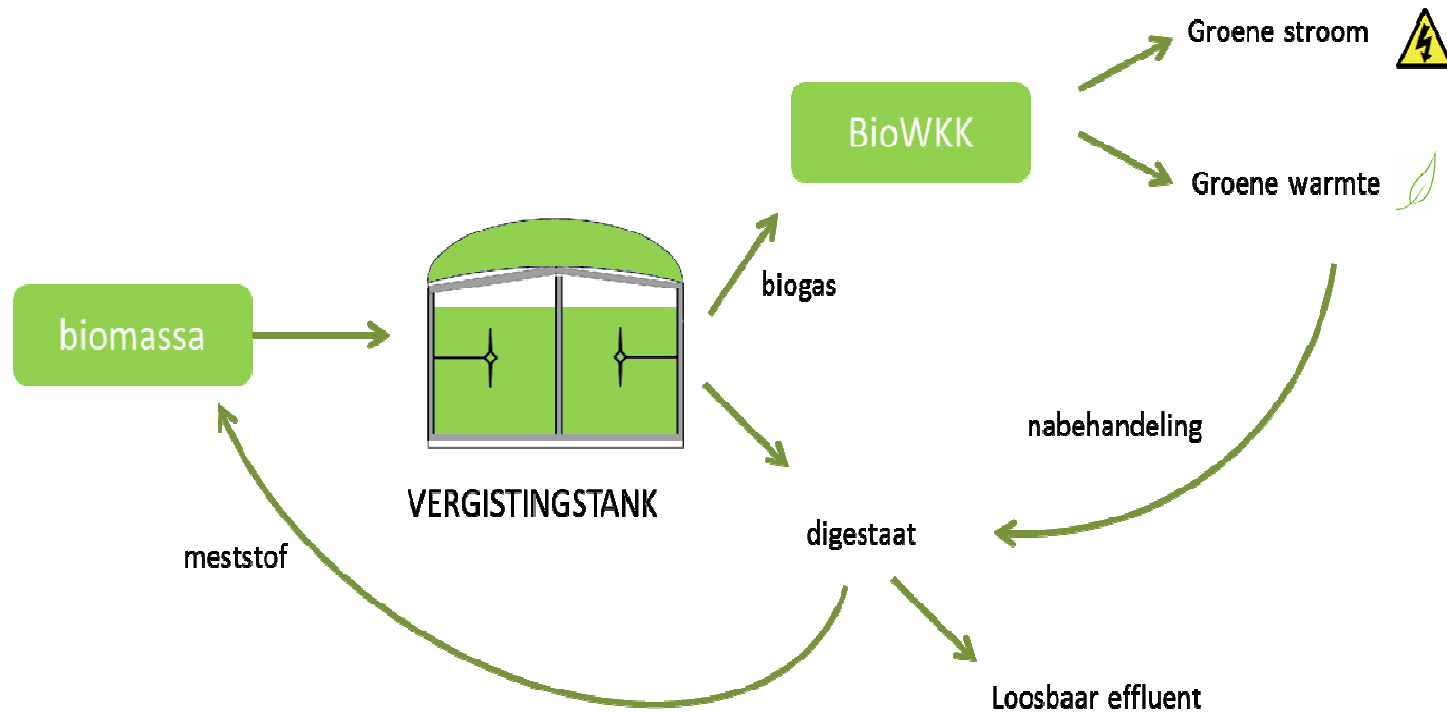 Groene stroom
BioWKK
Groene warmte
biogas
biomassa
nabehandeling
VERGISTINGSTANK
digestaat
meststof
Loosbaar effluent